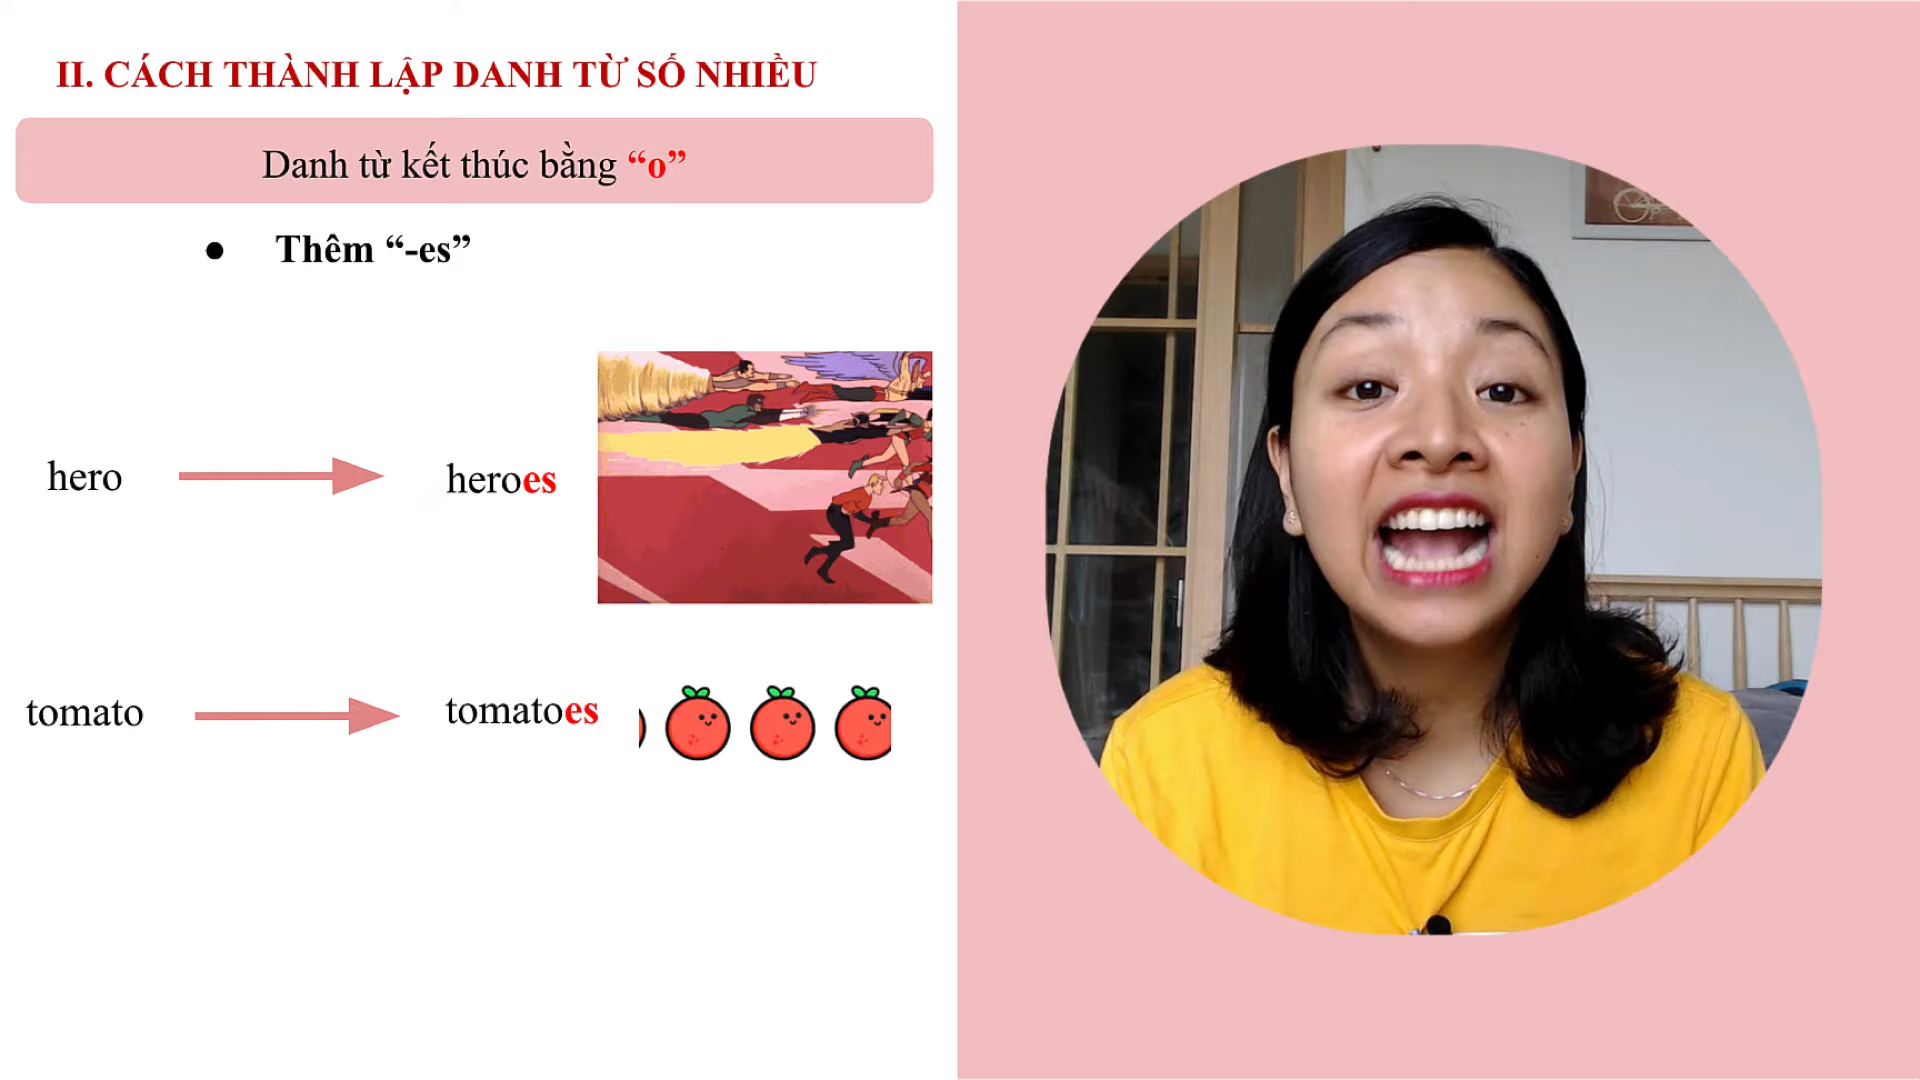 II. CÁCH THÀNH LẬP DANH TỪ SỐ NHIỀU
Danh từ kết thúc bằng “o”
● Thêm “-es”
hero heroes
tomato tomatoes